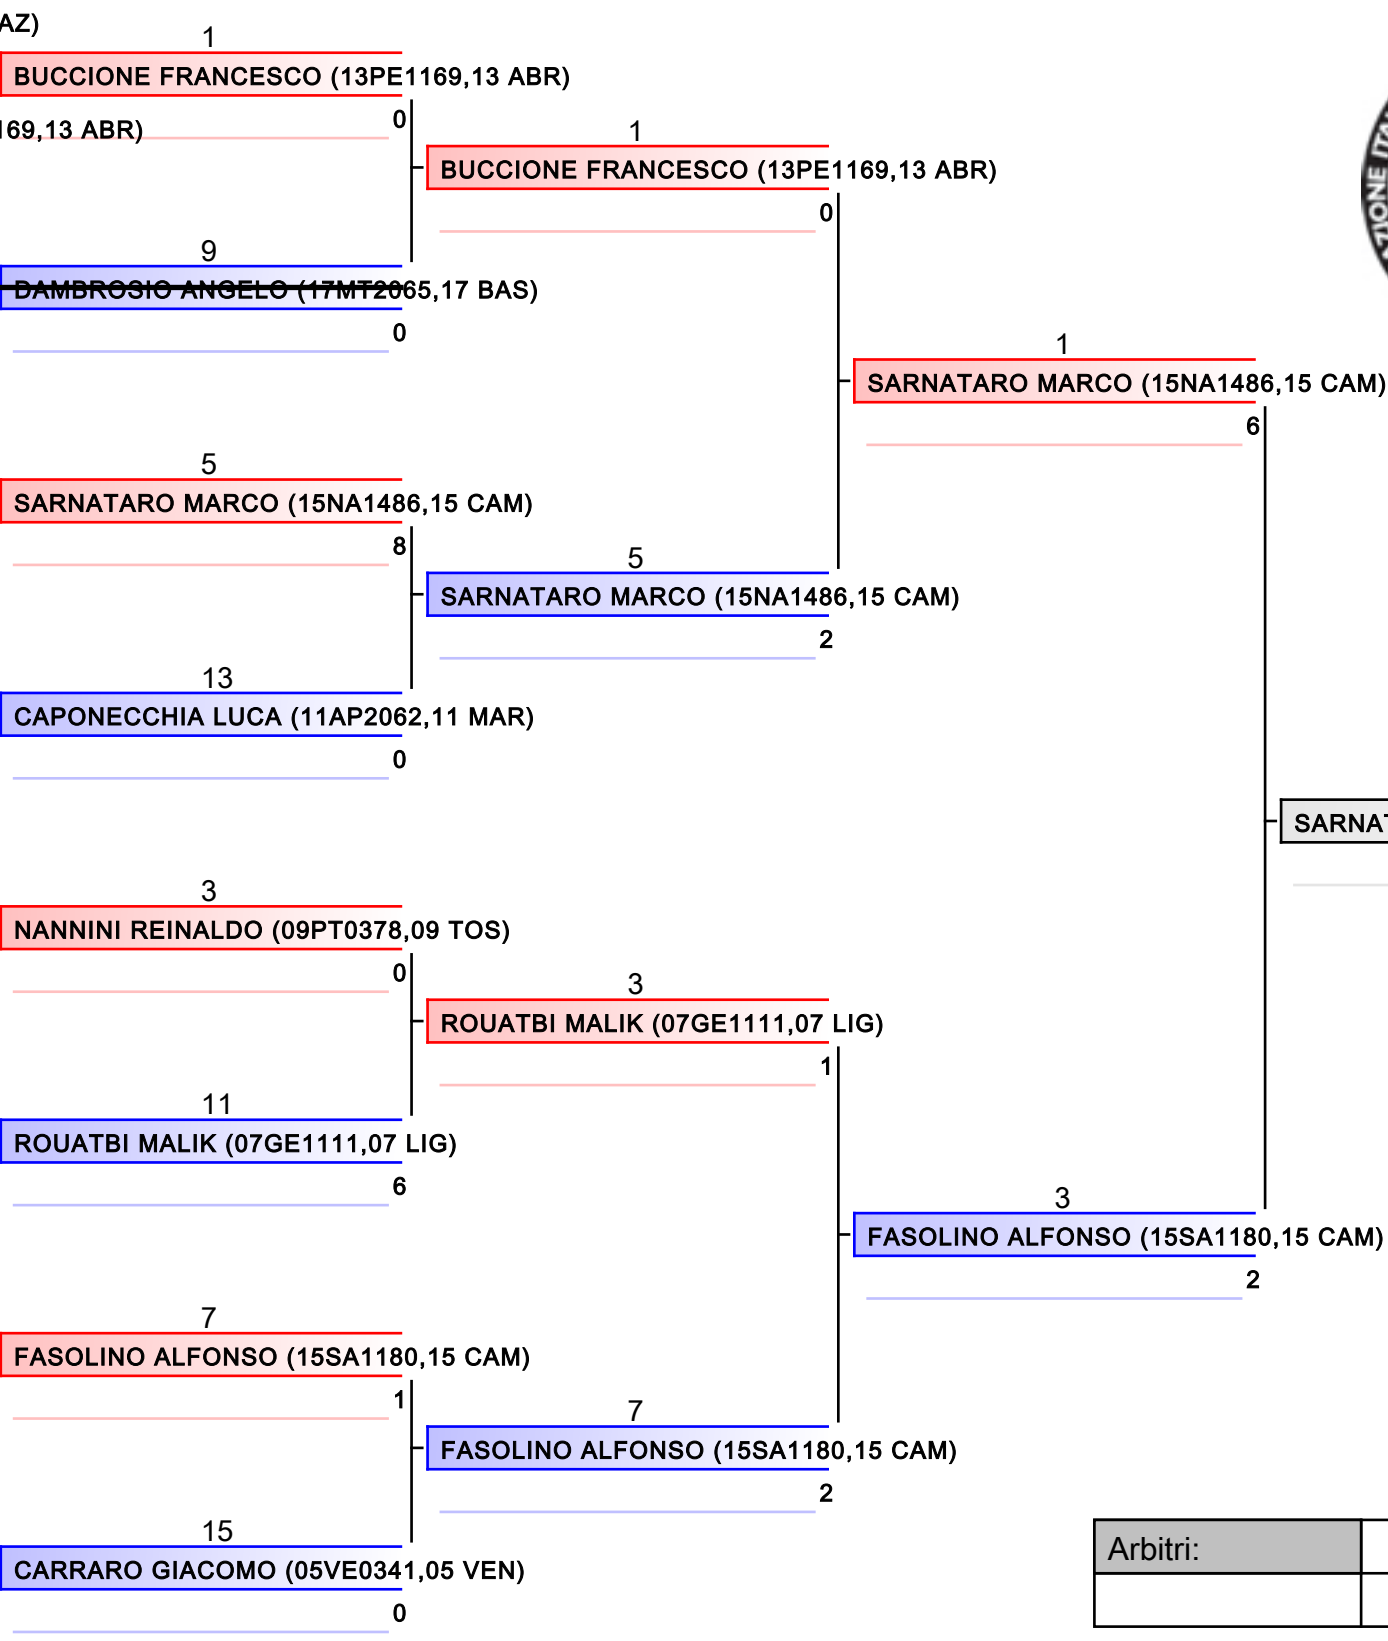 AZ)
1
BUCCIONE FRANCESCO (13PE1169,13 ABR)
0
169,13 ABR)
1
BUCCIONE FRANCESCO (13PE1169,13 ABR)
0
9
DAMBROSIO ANGELO (17MT2065,17 BAS)
0
1
SARNATARO MARCO (15NA1486,15 CAM)
6
5
SARNATARO MARCO (15NA1486,15 CAM)
8
5
SARNATARO MARCO (15NA1486,15 CAM)
2
13
CAPONECCHIA LUCA (11AP2062,11 MAR)
0
SARNAT
3
NANNINI REINALDO (09PT0378,09 TOS)
0
3
ROUATBI MALIK (07GE1111,07 LIG)
1
11
ROUATBI MALIK (07GE1111,07 LIG)
6
3
FASOLINO ALFONSO (15SA1180,15 CAM)
2
7
FASOLINO ALFONSO (15SA1180,15 CAM)
1
7
FASOLINO ALFONSO (15SA1180,15 CAM)
2
15
CARRARO GIACOMO (05VE0341,05 VEN)
0
Arbitri: